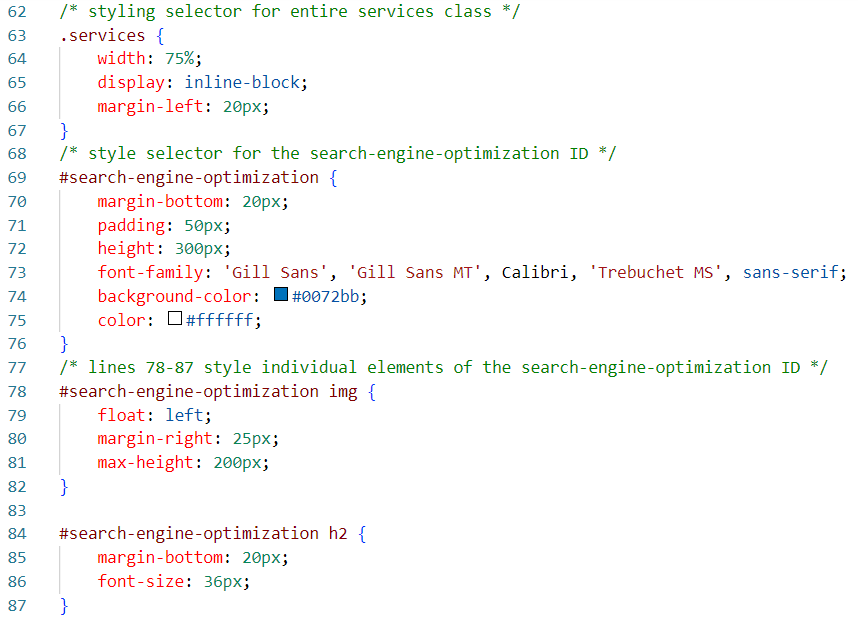 62 /* styling selector for entire services class */
63 .services {
64 width: 75%;
65 display: inline-block;
66 margin-left: 20px;
67 }
68 /* style selector for the search-engine-optimization ID */
69 #search-engine-optimization {
70 margin-bottom: 20px;
71 padding: 50px;
72 height: 300px;
73 font-family: 'Gill Sans', 'Gill Sans MT', Calibri, 'Trebuchet MS', sans-serif;
74 background-color: #0072bb;
75 color: #ffffff;
76 }
77 /* lines 78-87 style individual elements of the search-engine-optimization ID */
78 #search-engine-optimization img {
79 float: left;
80 margin-right: 25px;
81 max-height: 200px;
82 }
83
84 #search-engine-optimization h2 {
85 margin-bottom: 20px;
86 font-size: 36px;
87 }